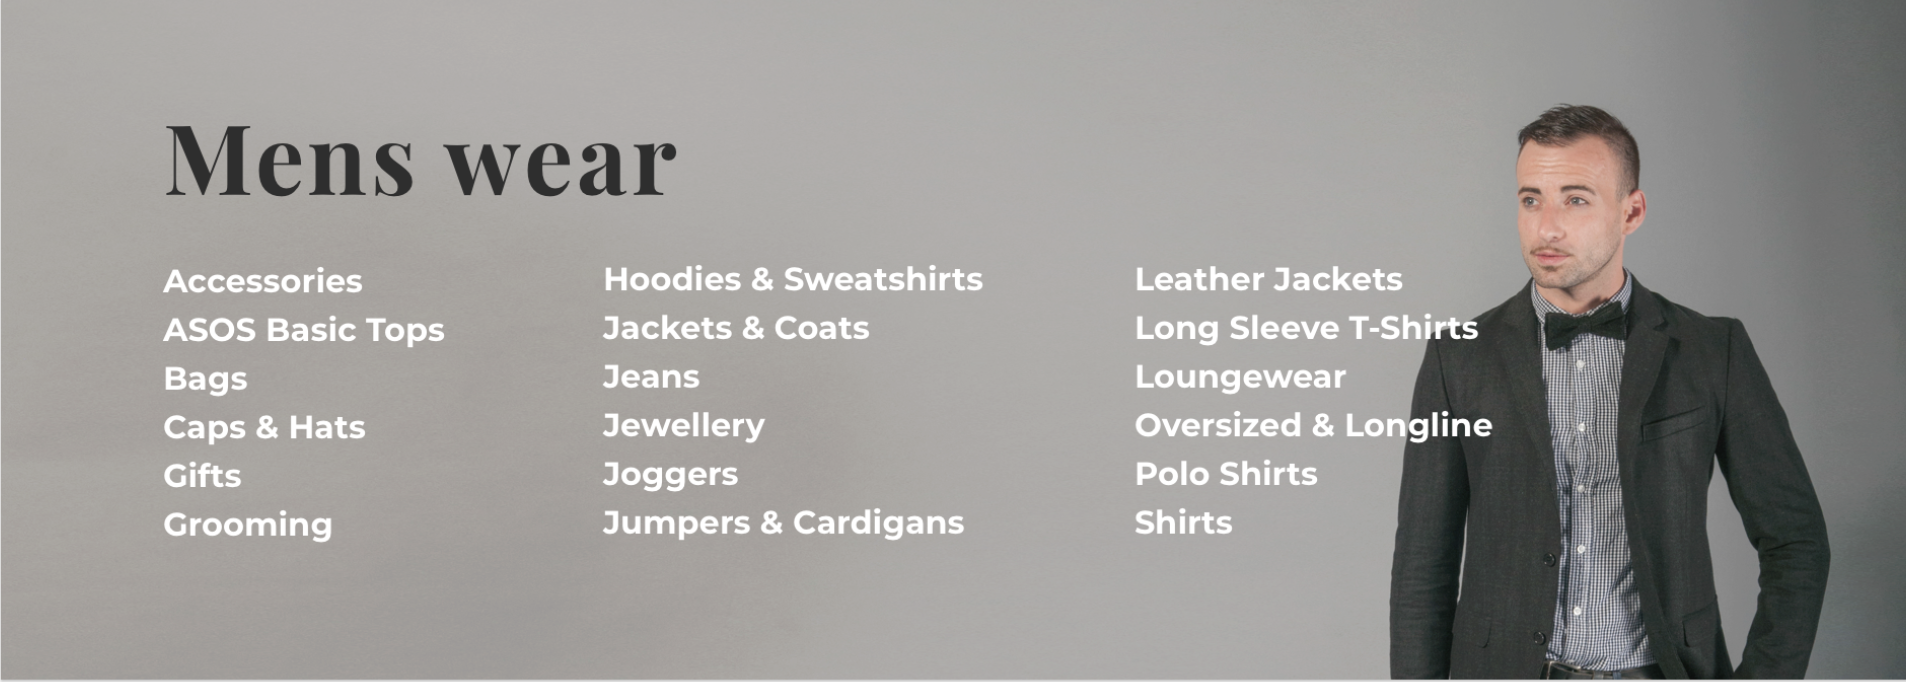 Mens wear
Accessories
ASOS Basic Tops
Bags
Caps & Hats
Gifts
Grooming
Hoodies & Sweatshirts
Jackets & Coats
Jeans
Jewellery
Joggers
Jumpers & Cardigans
Leather Jackets
Long Sleeve T-Shirts
Loungewear
Oversized & Longline
Polo Shirts
Shirts